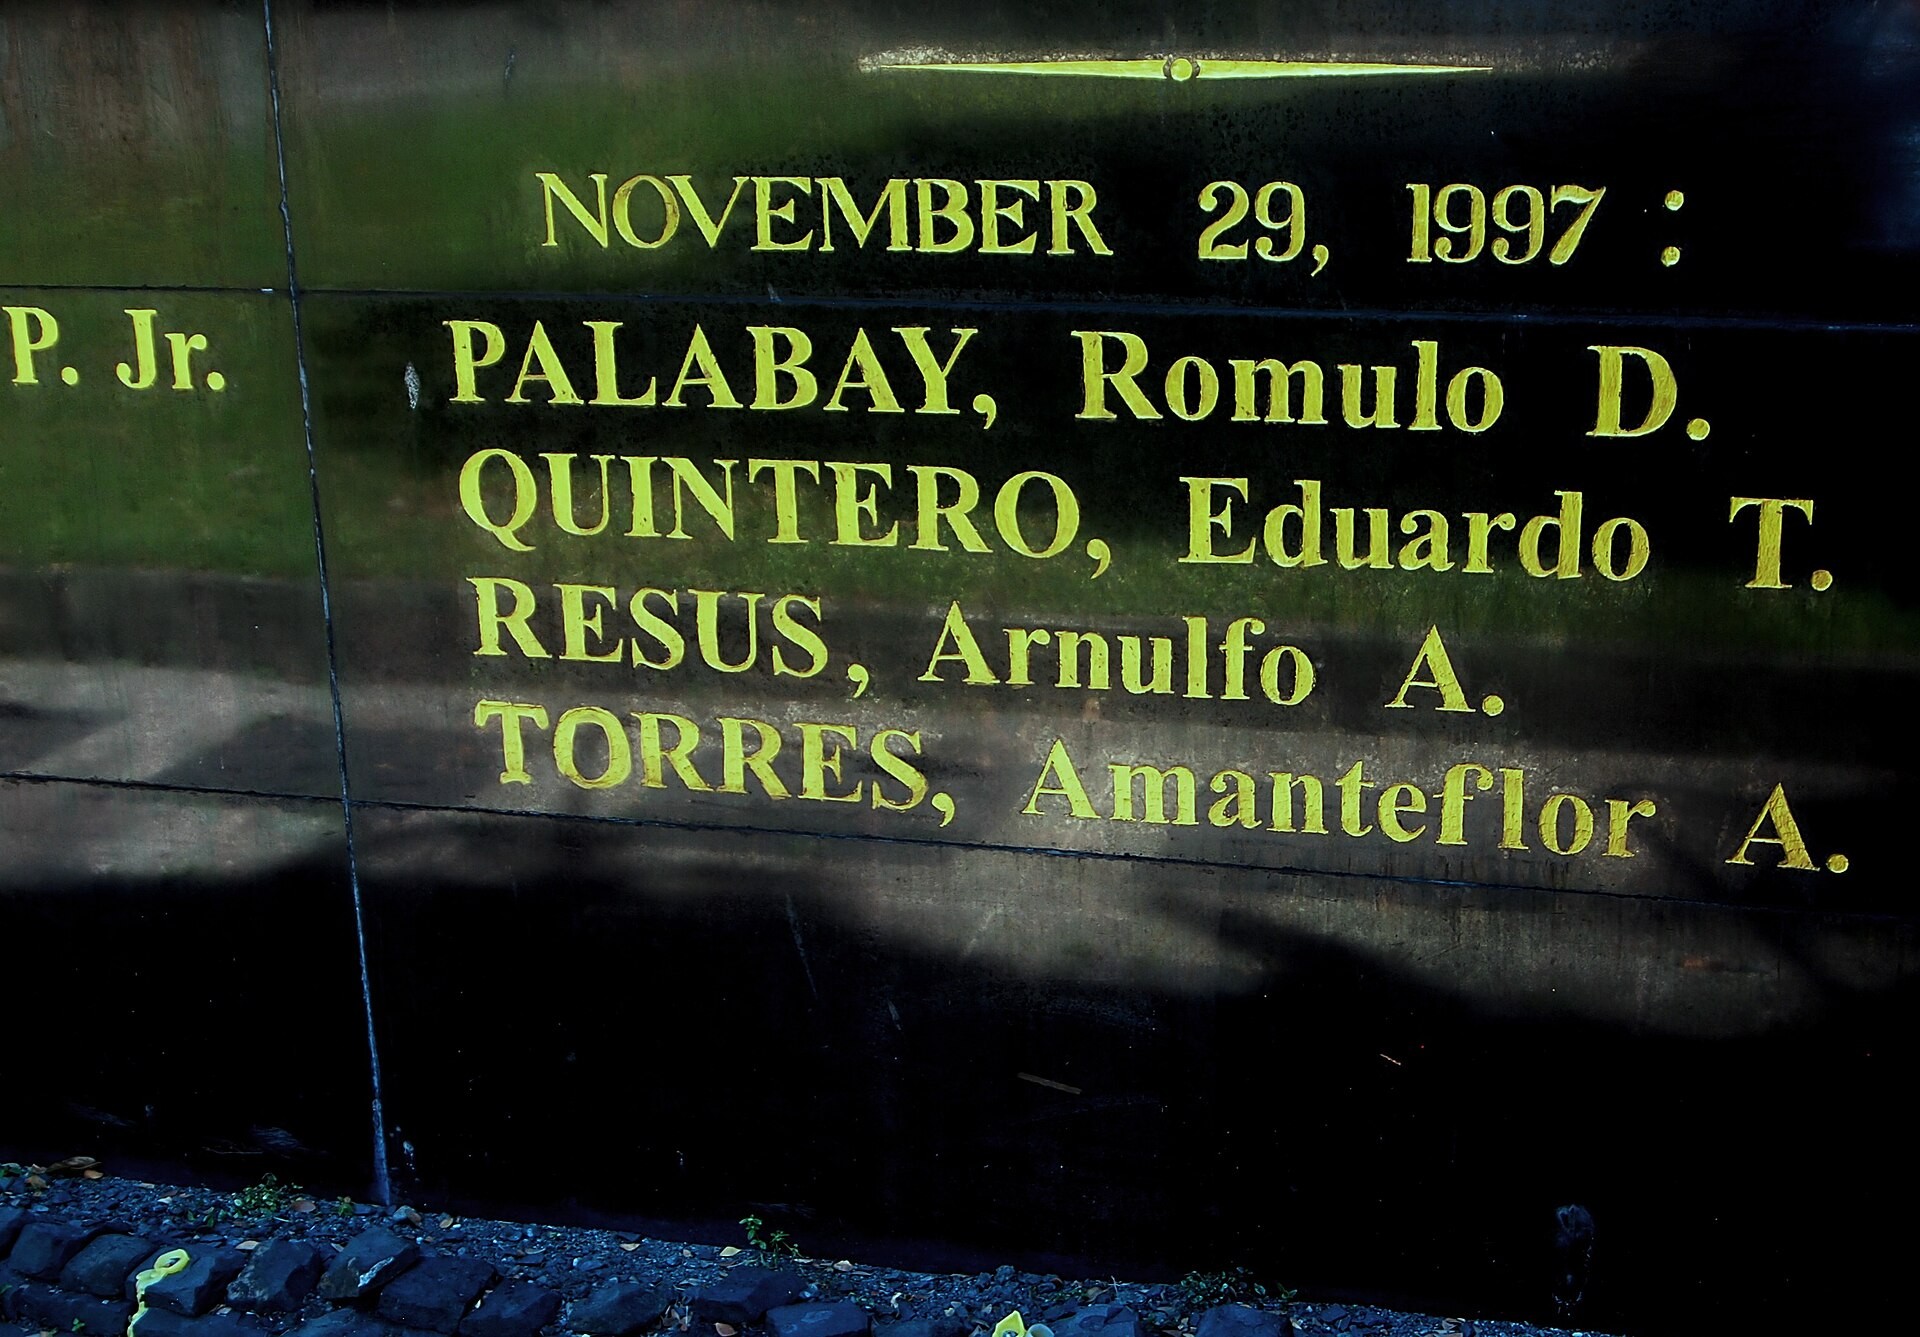 NOVEMBER 29, 1997 :
P. Jr.
PALABAY, Romulo D.
QUINTERO, Eduardo T.
RESUS, Arnulfo A.
TORRES, Amanteflor A.